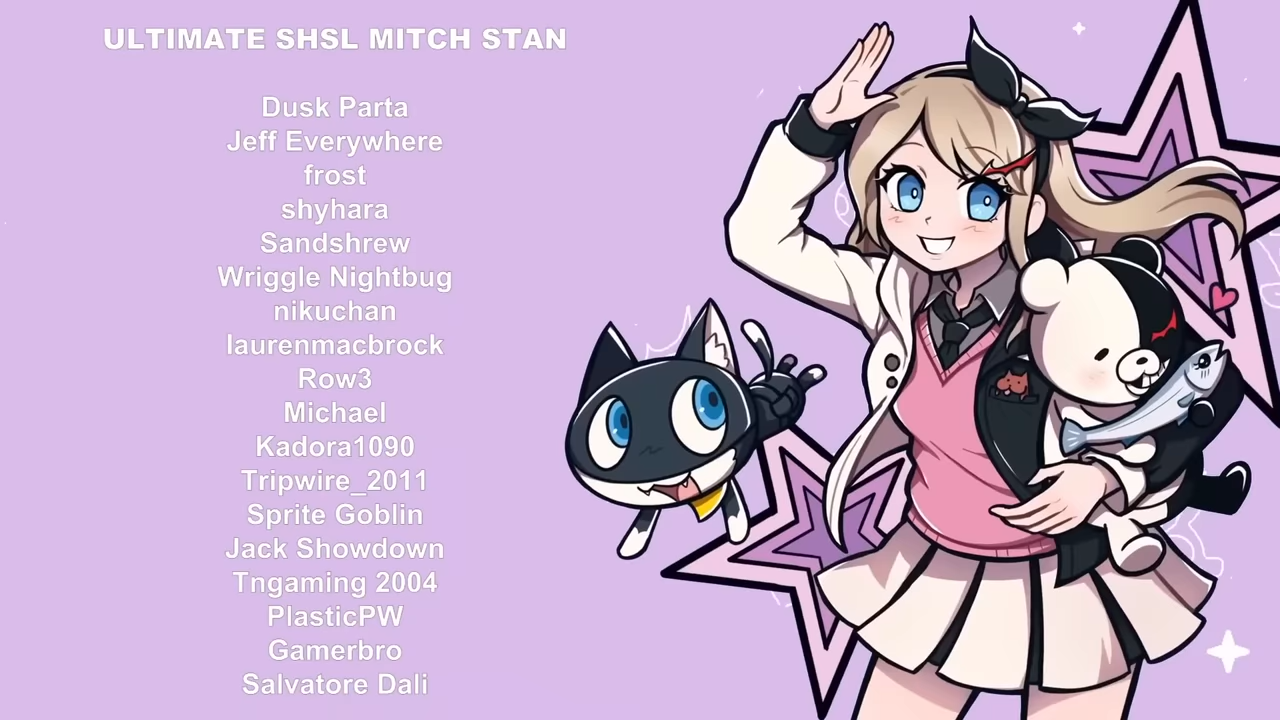 ULTIMATE SHSL MITCH STAN
Dusk Parta
Jeff Everywhere
frost
shyhara
Sandshrew
Wriggle Nightbug
nikuchan
laurenmacbrock
Row3
Michael
Kadora1090
Tripwire_2011
Sprite Goblin
Jack Showdown
Tngaming 2004
PlasticPW
Gamerbro
Salvatore Dali